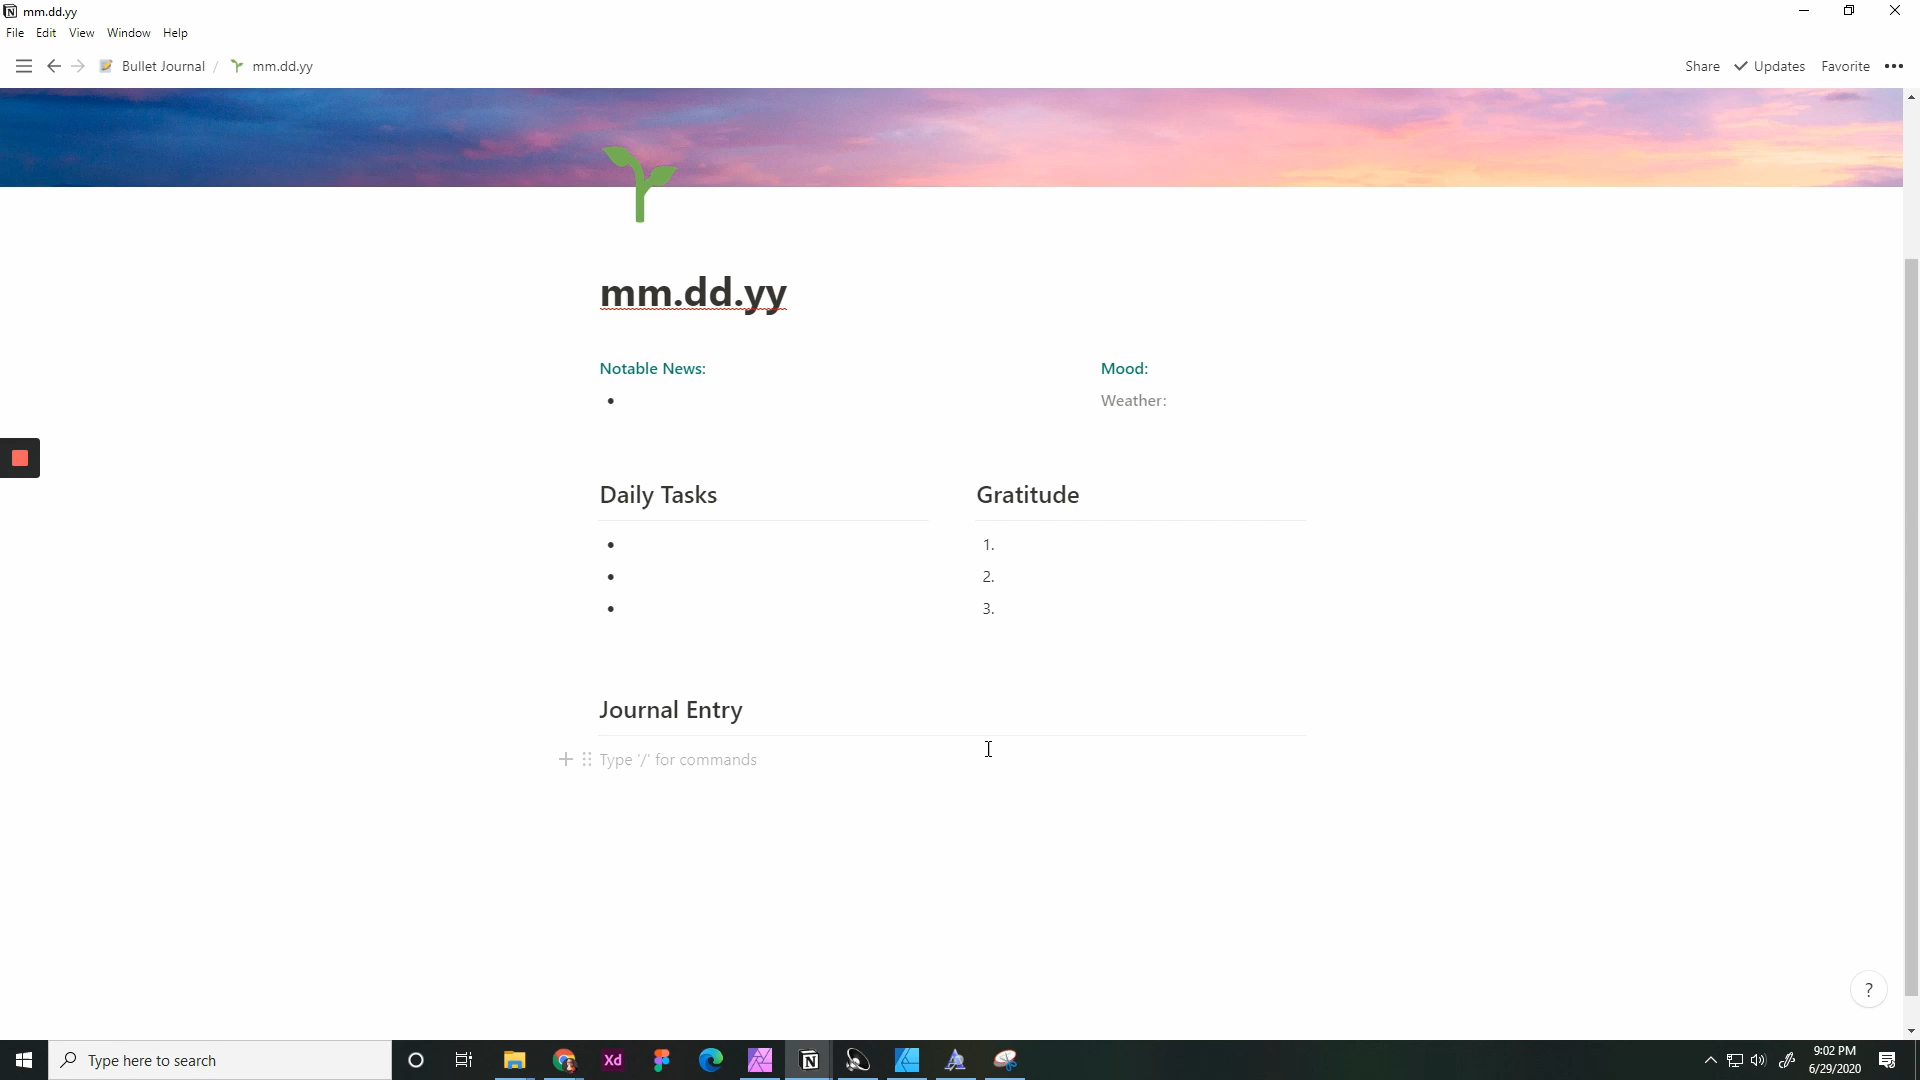 mm.dd.yy
File Edit View Window Help
Bullet Journal / mm.dd.yy
Share Updates Favorite •••
mm.dd.yy
Notable News:
•
Mood:
Weather:
Daily Tasks
•
•
•
Gratitude
1.
2.
3.
Journal Entry
Type '/' for commands
?
Type here to search
Xd
9:02 PM
6/29/2020